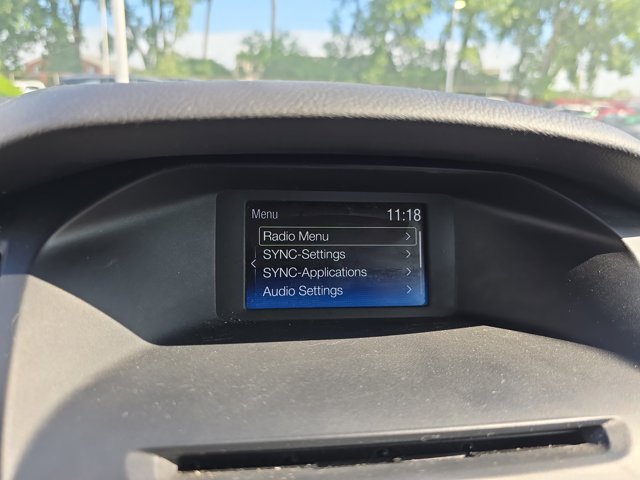 Menu 11:18
Radio Menu
SYNC-Settings
SYNC-Applications
Audio Settings